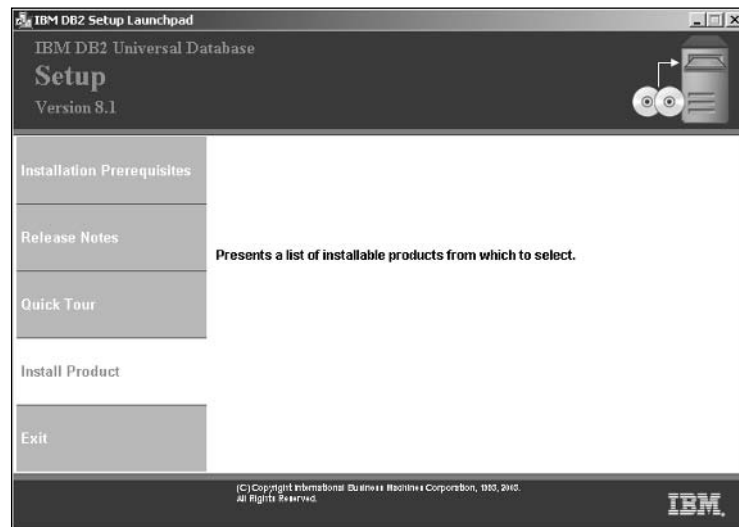 IBM DB2 Setup Launchpad
IBM DB2 Universal Database
Setup
Version 8.1
Installation Prerequisites
Release Notes
Presents a list of installable products from which to select.
Quick Tour
Install Product
Exit
(C) Copyright International Business Machines Corporation, 1993, 2003.
All Rights Reserved.
IBM.